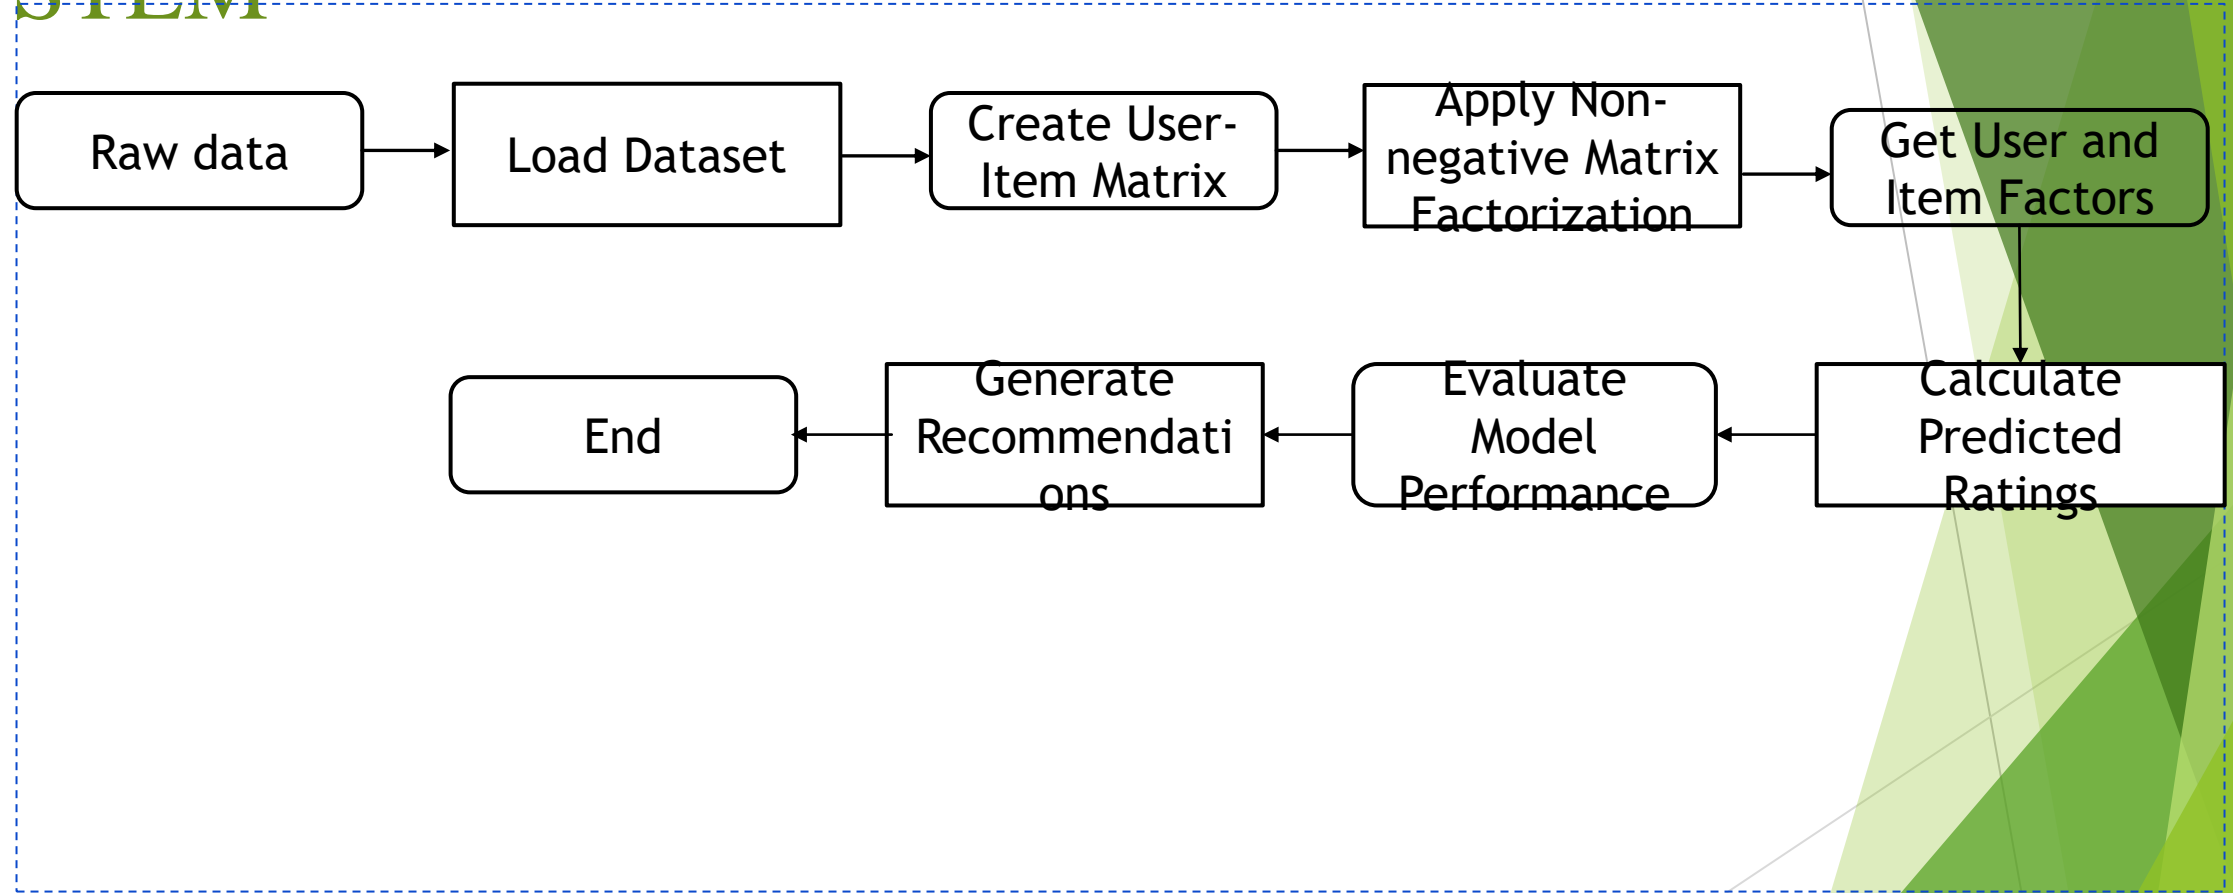 STEM
Raw data
Load Dataset
Create User-
Item Matrix
Apply Non-
negative Matrix
Factorization
Get User and
Item Factors
Calculate
Predicted
Ratings
Evaluate
Model
Performance
Generate
Recommendati
ons
End